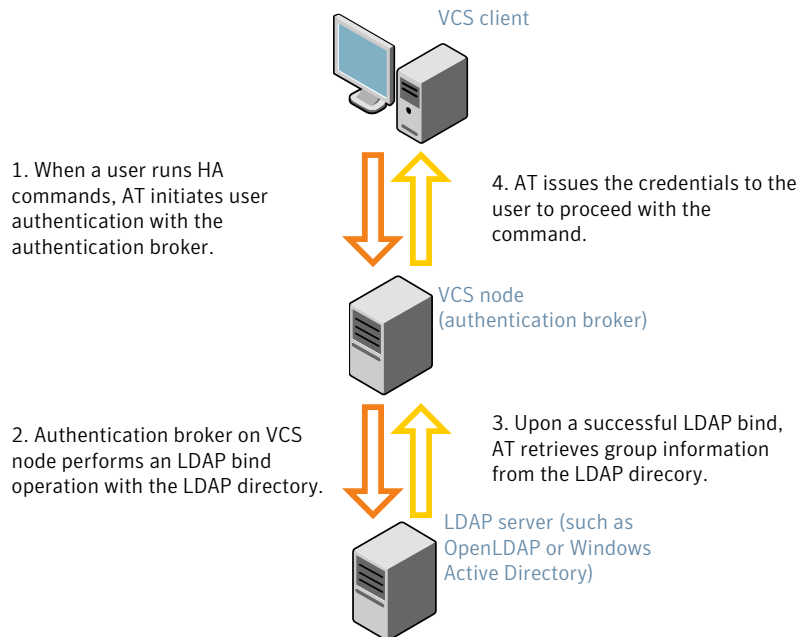 VCS client
1. When a user runs HA
commands, AT initiates user
authentication with the
authentication broker.
4. AT issues the credentials to the
user to proceed with the
command.
VCS node
(authentication broker)
2. Authentication broker on VCS
node performs an LDAP bind
operation with the LDAP directory.
3. Upon a successful LDAP bind,
AT retrieves group information
from the LDAP direcory.
LDAP server (such as
OpenLDAP or Windows
Active Directory)